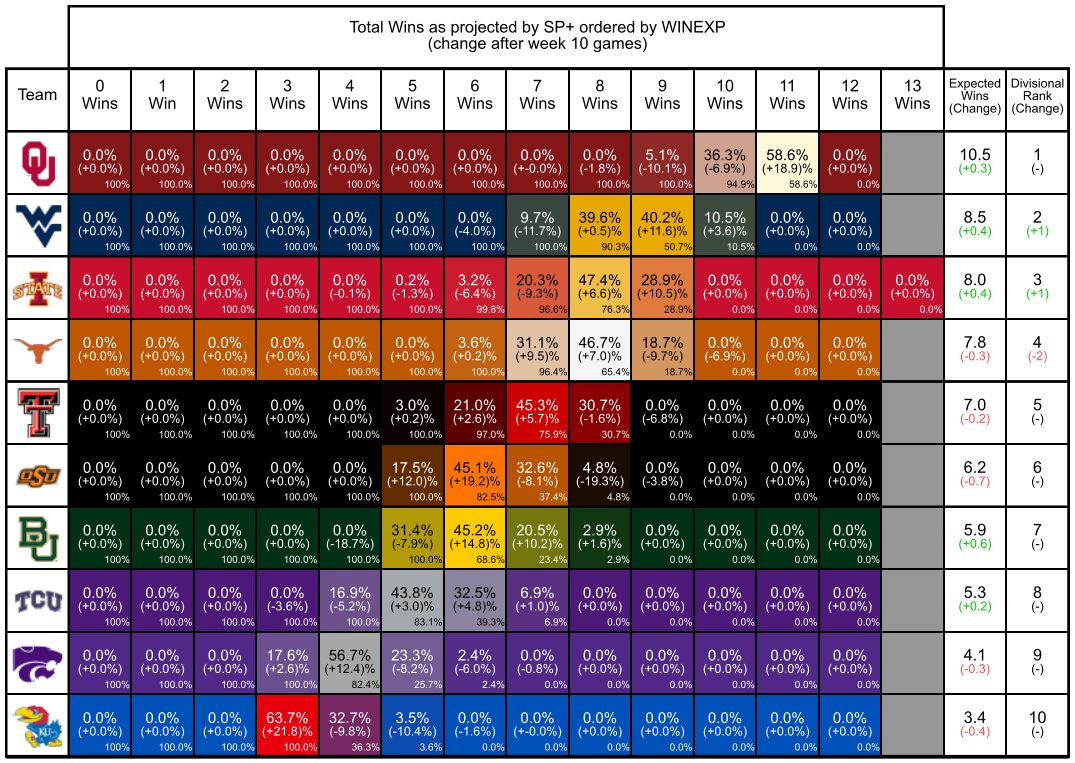 Total Wins as projected by SP+ ordered by WINEXP
(change after week 10 games)
Team 0 Wins 1 Win 2 Wins 3 Wins 4 Wins 5 Wins 6 Wins 7 Wins 8 Wins 9 Wins 10 Wins 11 Wins 12 Wins 13 Wins Expected Wins (Change) Divisional Rank (Change)
OU 0.0% 0.0% 0.0% 0.0% 0.0% 0.0% 0.0% 0.0% 0.0% 5.1% 36.3% 58.6% 0.0% 10.5 1
(+0.0%) (+0.0%) (+0.0%) (+0.0%) (+0.0%) (+0.0%) (+0.0%) (+-0.0%) (-1.8%) (-10.1%) (-6.9%) (+18.9)% (+0.0%) (+0.3) (-)
100% 100.0% 100.0% 100.0% 100.0% 100.0% 100.0% 100.0% 100.0% 100.0% 94.9% 58.6% 0.0%
WV 0.0% 0.0% 0.0% 0.0% 0.0% 0.0% 0.0% 9.7% 39.6% 40.2% 10.5% 0.0% 0.0% 8.5 2
(+0.0%) (+0.0%) (+0.0%) (+0.0%) (+0.0%) (+0.0%) (-4.0%) (-11.7%) (+0.5)% (+11.6)% (+3.6)% (+0.0%) (+0.0%) (+0.4) (+1)
100% 100.0% 100.0% 100.0% 100.0% 100.0% 100.0% 100.0% 90.3% 50.7% 10.5% 0.0% 0.0%
I STATE 0.0% 0.0% 0.0% 0.0% 0.0% 0.2% 3.2% 20.3% 47.4% 28.9% 0.0% 0.0% 0.0% 0.0% 8.0 3
(+0.0%) (+0.0%) (+0.0%) (+0.0%) (-0.1%) (-1.3%) (-6.4%) (-9.3%) (+6.6)% (+10.5)% (+0.0%) (+0.0%) (+0.0%) (+0.0%) (+0.4) (+1)
100% 100.0% 100.0% 100.0% 100.0% 100.0% 99.8% 96.6% 76.3% 28.9% 0.0% 0.0% 0.0% 0.0%
0.0% 0.0% 0.0% 0.0% 0.0% 0.0% 3.6% 31.1% 46.7% 18.7% 0.0% 0.0% 0.0% 7.8 4
(+0.0%) (+0.0%) (+0.0%) (+0.0%) (+0.0%) (+0.0%) (+0.2)% (+9.5)% (+7.0)% (-9.7%) (-6.9%) (+0.0%) (+0.0%) (-0.3) (-2)
100% 100.0% 100.0% 100.0% 100.0% 100.0% 100.0% 96.4% 65.4% 18.7% 0.0% 0.0% 0.0%
TT 0.0% 0.0% 0.0% 0.0% 0.0% 3.0% 21.0% 45.3% 30.7% 0.0% 0.0% 0.0% 0.0% 7.0 5
(+0.0%) (+0.0%) (+0.0%) (+0.0%) (+0.0%) (+0.2)% (+2.6)% (+5.7)% (-1.6%) (-6.8%) (+0.0%) (+0.0%) (+0.0%) (-0.2) (-)
100% 100.0% 100.0% 100.0% 100.0% 100.0% 97.0% 75.9% 30.7% 0.0% 0.0% 0.0% 0.0%
OSU 0.0% 0.0% 0.0% 0.0% 0.0% 17.5% 45.1% 32.6% 4.8% 0.0% 0.0% 0.0% 0.0% 6.2 6
(+0.0%) (+0.0%) (+0.0%) (+0.0%) (+0.0%) (+12.0)% (+19.2)% (-8.1%) (-19.3%) (-3.8%) (+0.0%) (+0.0%) (+0.0%) (-0.7) (-)
100% 100.0% 100.0% 100.0% 100.0% 100.0% 82.5% 37.4% 4.8% 0.0% 0.0% 0.0% 0.0%
BU 0.0% 0.0% 0.0% 0.0% 0.0% 31.4% 45.2% 20.5% 2.9% 0.0% 0.0% 0.0% 0.0% 5.9 7
(+0.0%) (+0.0%) (+0.0%) (+0.0%) (-18.7%) (-7.9%) (+14.8)% (+10.2)% (+1.6)% (+0.0%) (+0.0%) (+0.0%) (+0.0%) (+0.6) (-)
100% 100.0% 100.0% 100.0% 100.0% 100.0% 68.6% 23.4% 2.9% 0.0% 0.0% 0.0% 0.0%
TCU 0.0% 0.0% 0.0% 0.0% 16.9% 43.8% 32.5% 6.9% 0.0% 0.0% 0.0% 0.0% 0.0% 5.3 8
(+0.0%) (+0.0%) (+0.0%) (-3.6%) (-5.2%) (+3.0)% (+4.8)% (+1.0)% (+0.0%) (+0.0%) (+0.0%) (+0.0%) (+0.0%) (+0.2) (-)
100% 100.0% 100.0% 100.0% 100.0% 83.1% 39.3% 6.9% 0.0% 0.0% 0.0% 0.0% 0.0%
0.0% 0.0% 0.0% 17.6% 56.7% 23.3% 2.4% 0.0% 0.0% 0.0% 0.0% 0.0% 0.0% 4.1 9
(+0.0%) (+0.0%) (+0.0%) (+2.6)% (+12.4)% (-8.2%) (-6.0%) (-0.8%) (+0.0%) (+0.0%) (+0.0%) (+0.0%) (+0.0%) (-0.3) (-)
100% 100.0% 100.0% 100.0% 82.4% 25.7% 2.4% 0.0% 0.0% 0.0% 0.0% 0.0% 0.0%
KU 0.0% 0.0% 0.0% 63.7% 32.7% 3.5% 0.0% 0.0% 0.0% 0.0% 0.0% 0.0% 0.0% 3.4 10
(+0.0%) (+0.0%) (+0.0%) (+21.8)% (-9.8%) (-10.4%) (-1.6%) (+-0.0%) (+0.0%) (+0.0%) (+0.0%) (+0.0%) (+0.0%) (-0.4) (-)
100% 100.0% 100.0% 100.0% 36.3% 3.6% 0.0% 0.0% 0.0% 0.0% 0.0% 0.0% 0.0%